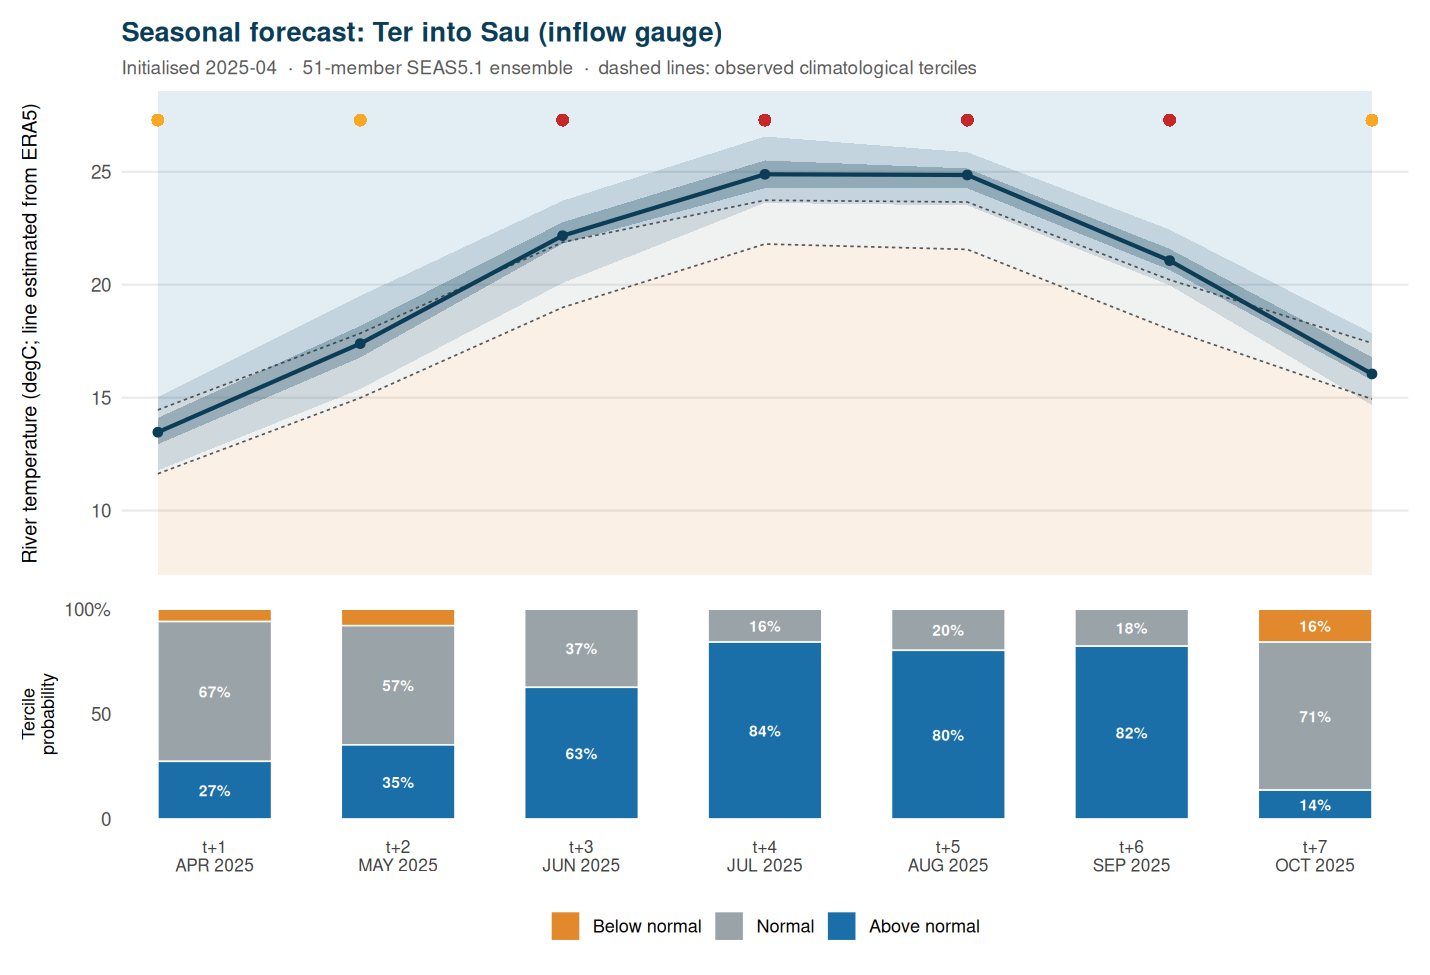 Seasonal forecast: Ter into Sau (inflow gauge)
Initialised 2025-04 · 51-member SEAS5.1 ensemble · dashed lines: observed climatological terciles
River temperature (degC; line estimated from ERA5)
25
20
15
10
Tercile
probability
100%
50
0
67%
27%
57%
35%
37%
63%
16%
84%
20%
80%
18%
82%
16%
71%
14%
t+1
APR 2025
t+2
MAY 2025
t+3
JUN 2025
t+4
JUL 2025
t+5
AUG 2025
t+6
SEP 2025
t+7
OCT 2025
Below normal
Normal
Above normal